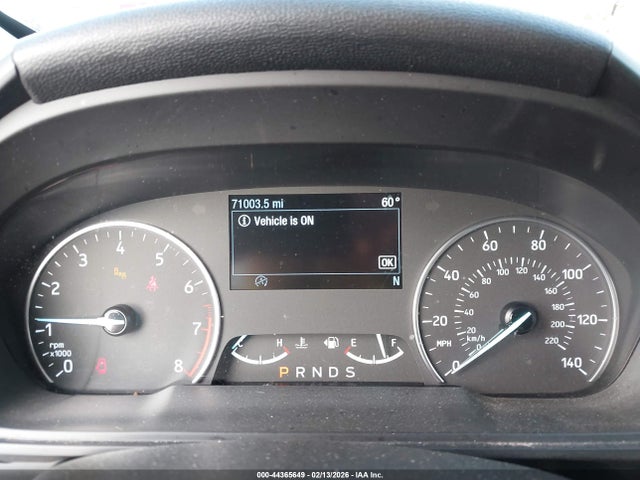 71003.5 mi 60°
Vehicle is ON
OK
N
0 1 2 3 4 5 6 7 8
rpm
x1000
0 20 40 60 80 100 120 140
MPH
0 20 40 60 80 100 120 140 160 180 200 220
km/h
C H E F
P R N D S
000-44365649 - 02/13/2026 - IAA Inc.